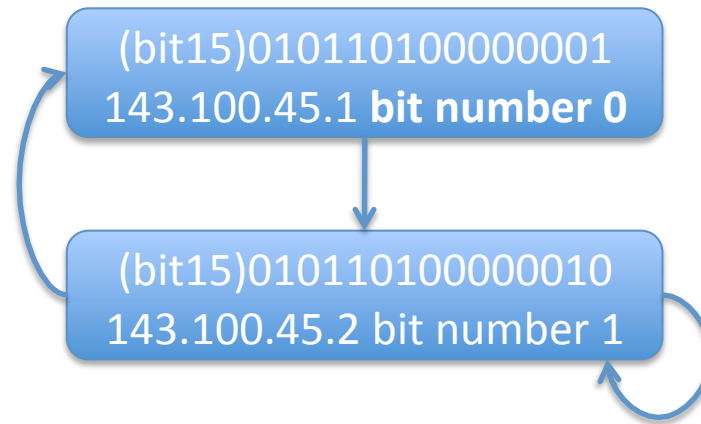 (bit15)010110100000001
143.100.45.1 bit number 0
(bit15)010110100000010
143.100.45.2 bit number 1